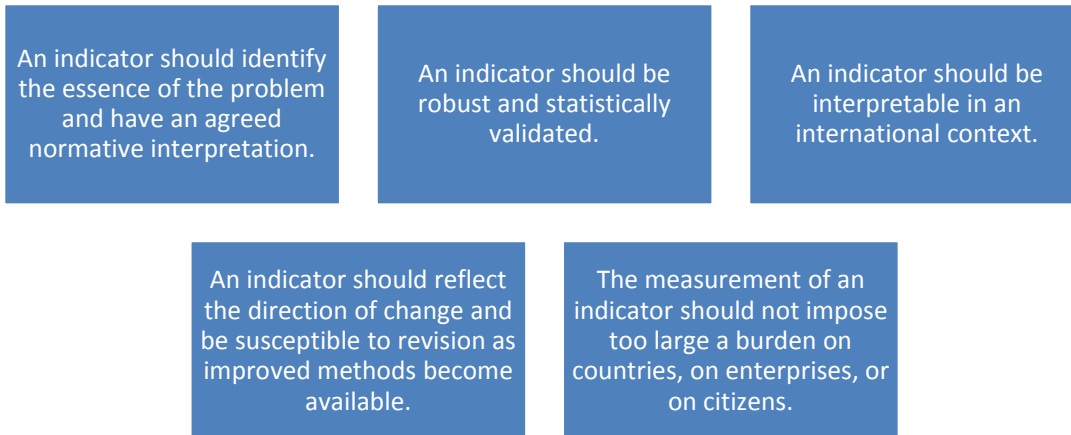 An indicator should identify
the essence of the problem
and have an agreed
normative interpretation.
An indicator should be
robust and statistically
validated.
An indicator should be
interpretable in an
international context.
An indicator should reflect
the direction of change and
be susceptible to revision as
improved methods become
available.
The measurement of an
indicator should not impose
too large a burden on
countries, on enterprises, or
on citizens.